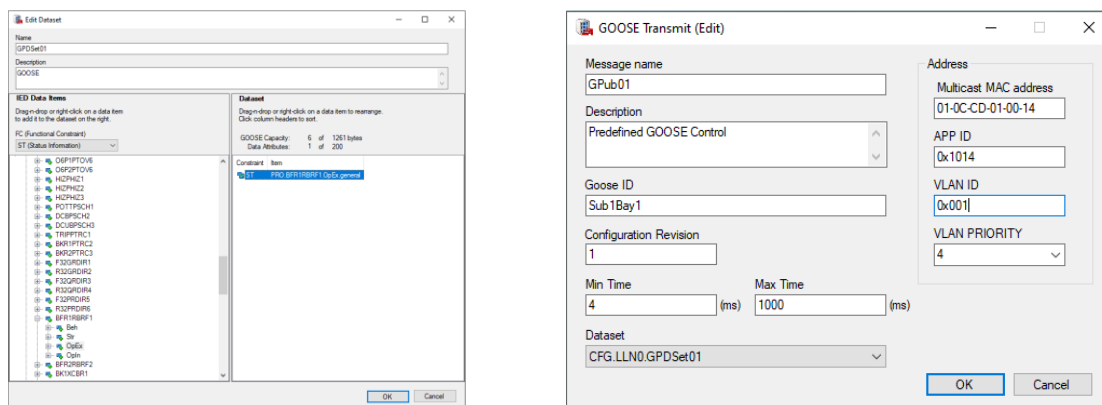 Edit Dataset
Name
GPDSet01
Description
GOOSE
IED Data Items
Drag-n-drop or right-click on a data item
to add it to the dataset on the right.
FC (Functional Constraint)
ST (Status Information)
O6P1PTOV6
O6P2PTOV6
HIZPHIZ1
HIZPHIZ2
HIZPHIZ3
POTTPSCH1
DCBPSCH2
DCUBPSCH3
TRIPPTRC1
BKR1PTRC2
BKR2PTRC3
F32GRDIR1
R32GRDIR2
F32QRDIR3
R32QRDIR4
F32PRDIR5
R32PRDIR6
BFR1RBRF1
Beh
Str
OpEx
OpIn
BFR2RBRF2
BK1XCBR1
Dataset
Drag-n-drop or right-click on a data item to rearrange.
Click column headers to sort.
GOOSE Capacity: 6 of 1261 bytes
Data Attributes: 1 of 200
Constraint Item
ST PRO.BFR1RBRF1.OpEx.general
OK Cancel
GOOSE Transmit (Edit)
Message name
GPub01
Description
Predefined GOOSE Control
Goose ID
Sub1Bay1
Configuration Revision
1
Min Time Max Time
4 (ms) 1000 (ms)
Dataset
CFG.LLN0.GPDSet01
Address
Multicast MAC address
01-0C-CD-01-00-14
APP ID
0x1014
VLAN ID
0x001
VLAN PRIORITY
4
OK Cancel